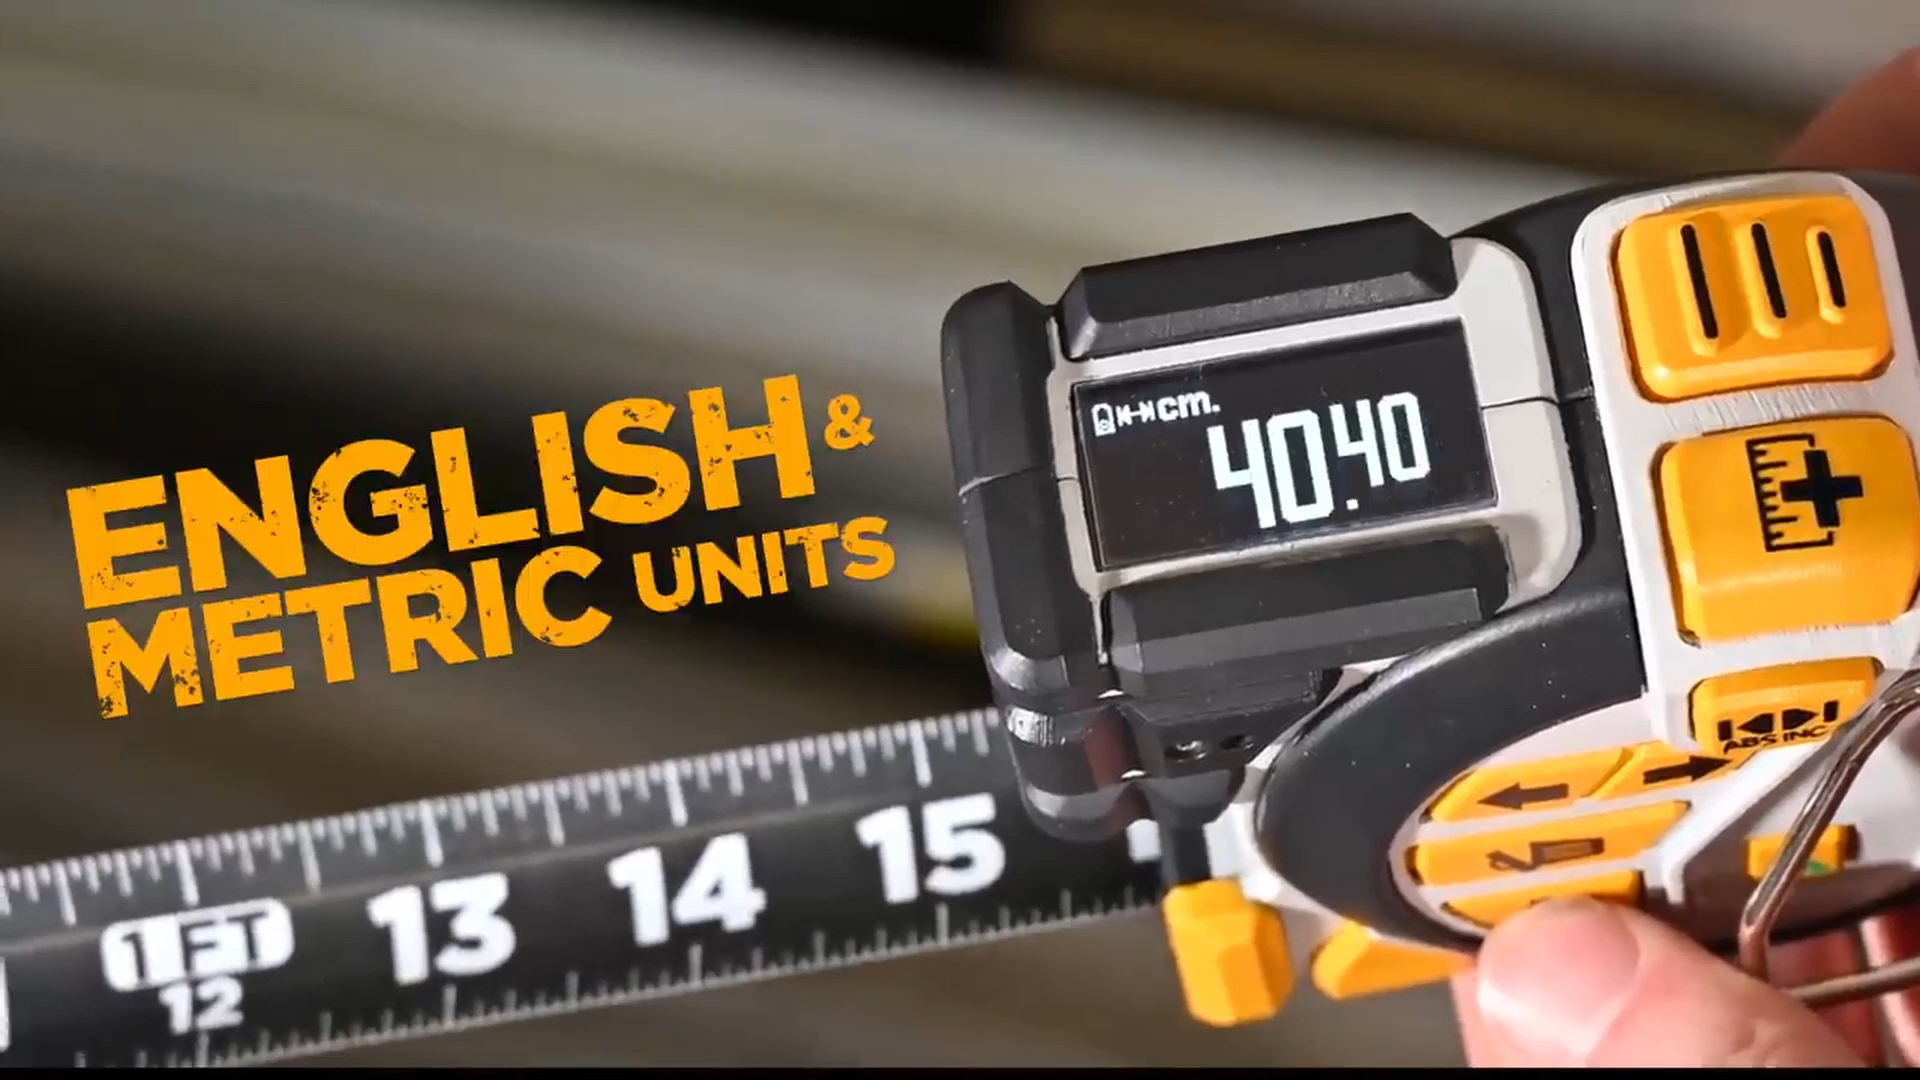 ENGLISH &
METRIC UNITS
cm.
40.40
ABS INC
1 FT
12
13
14
15